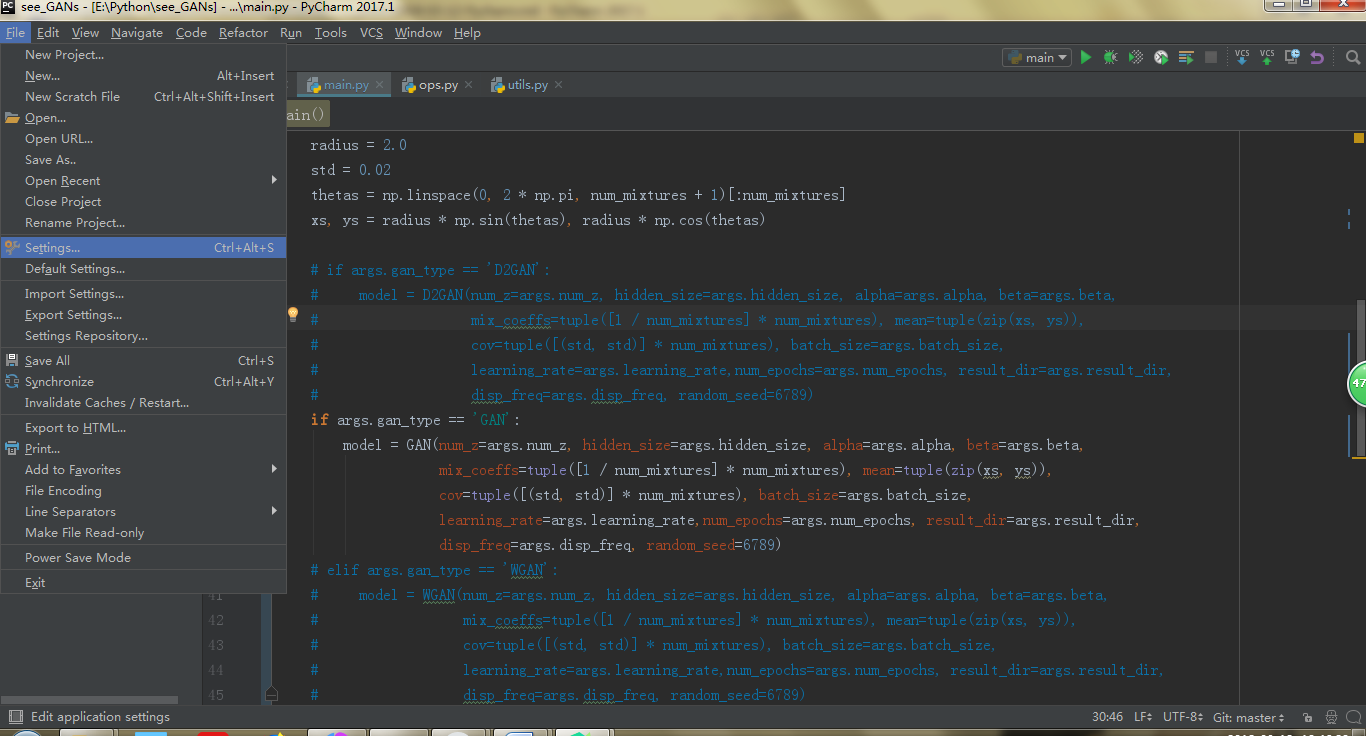 see_GANs - [E:\Python\see_GANs] - ...\main.py - PyCharm 2017.1
File Edit View Navigate Code Refactor Run Tools VCS Window Help
New Project...
New... Alt+Insert
New Scratch File Ctrl+Alt+Shift+Insert
Open...
Open URL...
Save As..
Open Recent
Close Project
Rename Project...
Settings... Ctrl+Alt+S
Default Settings...
Import Settings...
Export Settings...
Settings Repository...
Save All Ctrl+S
Synchronize Ctrl+Alt+Y
Invalidate Caches / Restart...
Export to HTML...
Print...
Add to Favorites
File Encoding
Line Separators
Make File Read-only
Power Save Mode
Exit
main
VCS VCS
main.py ops.py utils.py
ain()
radius = 2.0
std = 0.02
thetas = np.linspace(0, 2 * np.pi, num_mixtures + 1)[:num_mixtures]
xs, ys = radius * np.sin(thetas), radius * np.cos(thetas)
# if args.gan_type == 'D2GAN':
# model = D2GAN(num_z=args.num_z, hidden_size=args.hidden_size, alpha=args.alpha, beta=args.beta,
# mix_coeffs=tuple([1 / num_mixtures] * num_mixtures), mean=tuple(zip(xs, ys)),
# cov=tuple([(std, std)] * num_mixtures), batch_size=args.batch_size,
# learning_rate=args.learning_rate,num_epochs=args.num_epochs, result_dir=args.result_dir,
# disp_freq=args.disp_freq, random_seed=6789)
if args.gan_type == 'GAN':
model = GAN(num_z=args.num_z, hidden_size=args.hidden_size, alpha=args.alpha, beta=args.beta,
mix_coeffs=tuple([1 / num_mixtures] * num_mixtures), mean=tuple(zip(xs, ys)),
cov=tuple([(std, std)] * num_mixtures), batch_size=args.batch_size,
learning_rate=args.learning_rate,num_epochs=args.num_epochs, result_dir=args.result_dir,
disp_freq=args.disp_freq, random_seed=6789)
# elif args.gan_type == 'WGAN':
41 # model = WGAN(num_z=args.num_z, hidden_size=args.hidden_size, alpha=args.alpha, beta=args.beta,
42 # mix_coeffs=tuple([1 / num_mixtures] * num_mixtures), mean=tuple(zip(xs, ys)),
43 # cov=tuple([(std, std)] * num_mixtures), batch_size=args.batch_size,
44 # learning_rate=args.learning_rate,num_epochs=args.num_epochs, result_dir=args.result_dir,
45 # disp_freq=args.disp_freq, random_seed=6789)
47
Edit application settings 30:46 LF UTF-8 Git: master